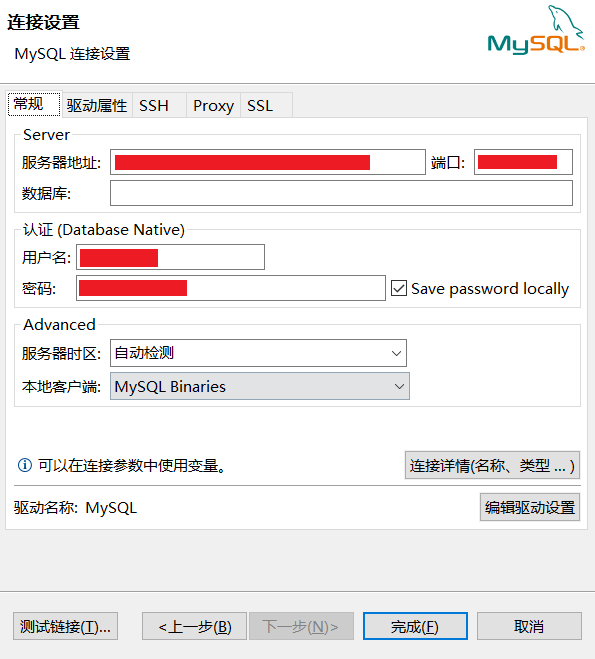 连接设置
MySQL 连接设置
MySQL®
常规 驱动属性 SSH Proxy SSL
Server
服务器地址: 端口:
数据库:
认证 (Database Native)
用户名:
密码: Save password locally
Advanced
服务器时区: 自动检测
本地客户端: MySQL Binaries
可以在连接参数中使用变量。 连接详情(名称、类型 ... )
驱动名称: MySQL 编辑驱动设置
测试链接(T)... <上一步(B) 下一步(N)> 完成(F) 取消